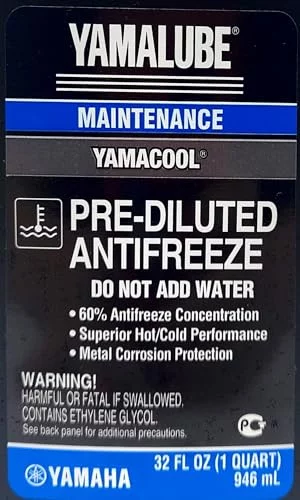 YAMALUBE®
MAINTENANCE
YAMACOOL®
PRE-DILUTED
ANTIFREEZE
DO NOT ADD WATER
• 60% Antifreeze Concentration
• Superior Hot/Cold Performance
• Metal Corrosion Protection
WARNING!
HARMFUL OR FATAL IF SWALLOWED.
CONTAINS ETHYLENE GLYCOL.
See back panel for additional precautions.
YAMAHA
32 FL OZ (1 QUART)
946 mL